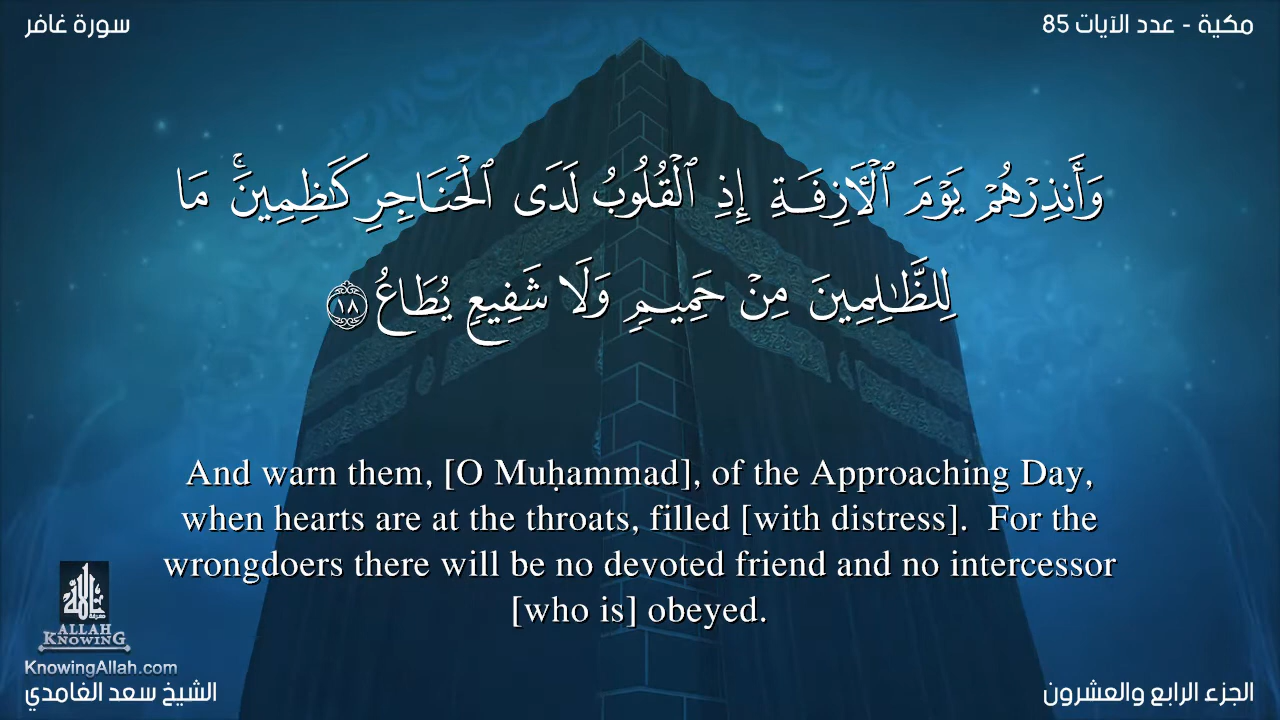 سورة غافر
مكية - عدد الآيات 85
وَأَنذِرْهُمْ يَوْمَ ٱلْأَزِفَةِ إِذِ ٱلْقُلُوبُ لَدَى ٱلْحَنَاجِرِ كَـٰظِمِينَ ۚ مَا
لِلظَّـٰلِمِينَ مِنْ حَمِيمٍ وَلَا شَفِيعٍ يُطَاعُ ١٨
And warn them, [O Muḥammad], of the Approaching Day,
when hearts are at the throats, filled [with distress].  For the
wrongdoers there will be no devoted friend and no intercessor
[who is] obeyed.
ALLAH
KNOWING
KnowingAllah.com
الشيخ سعد الغامدي
الجزء الرابع والعشرون